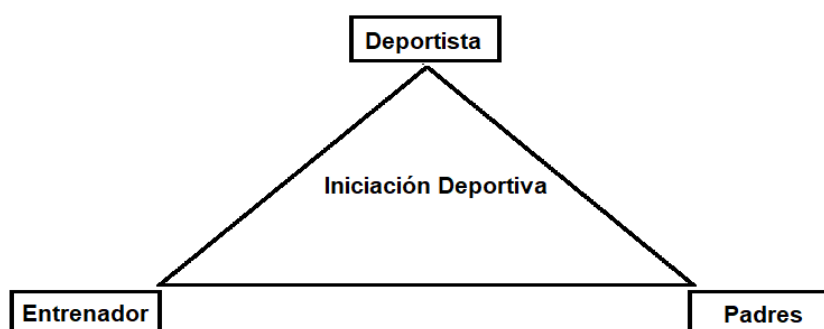 Deportista
Iniciación Deportiva
Entrenador
Padres